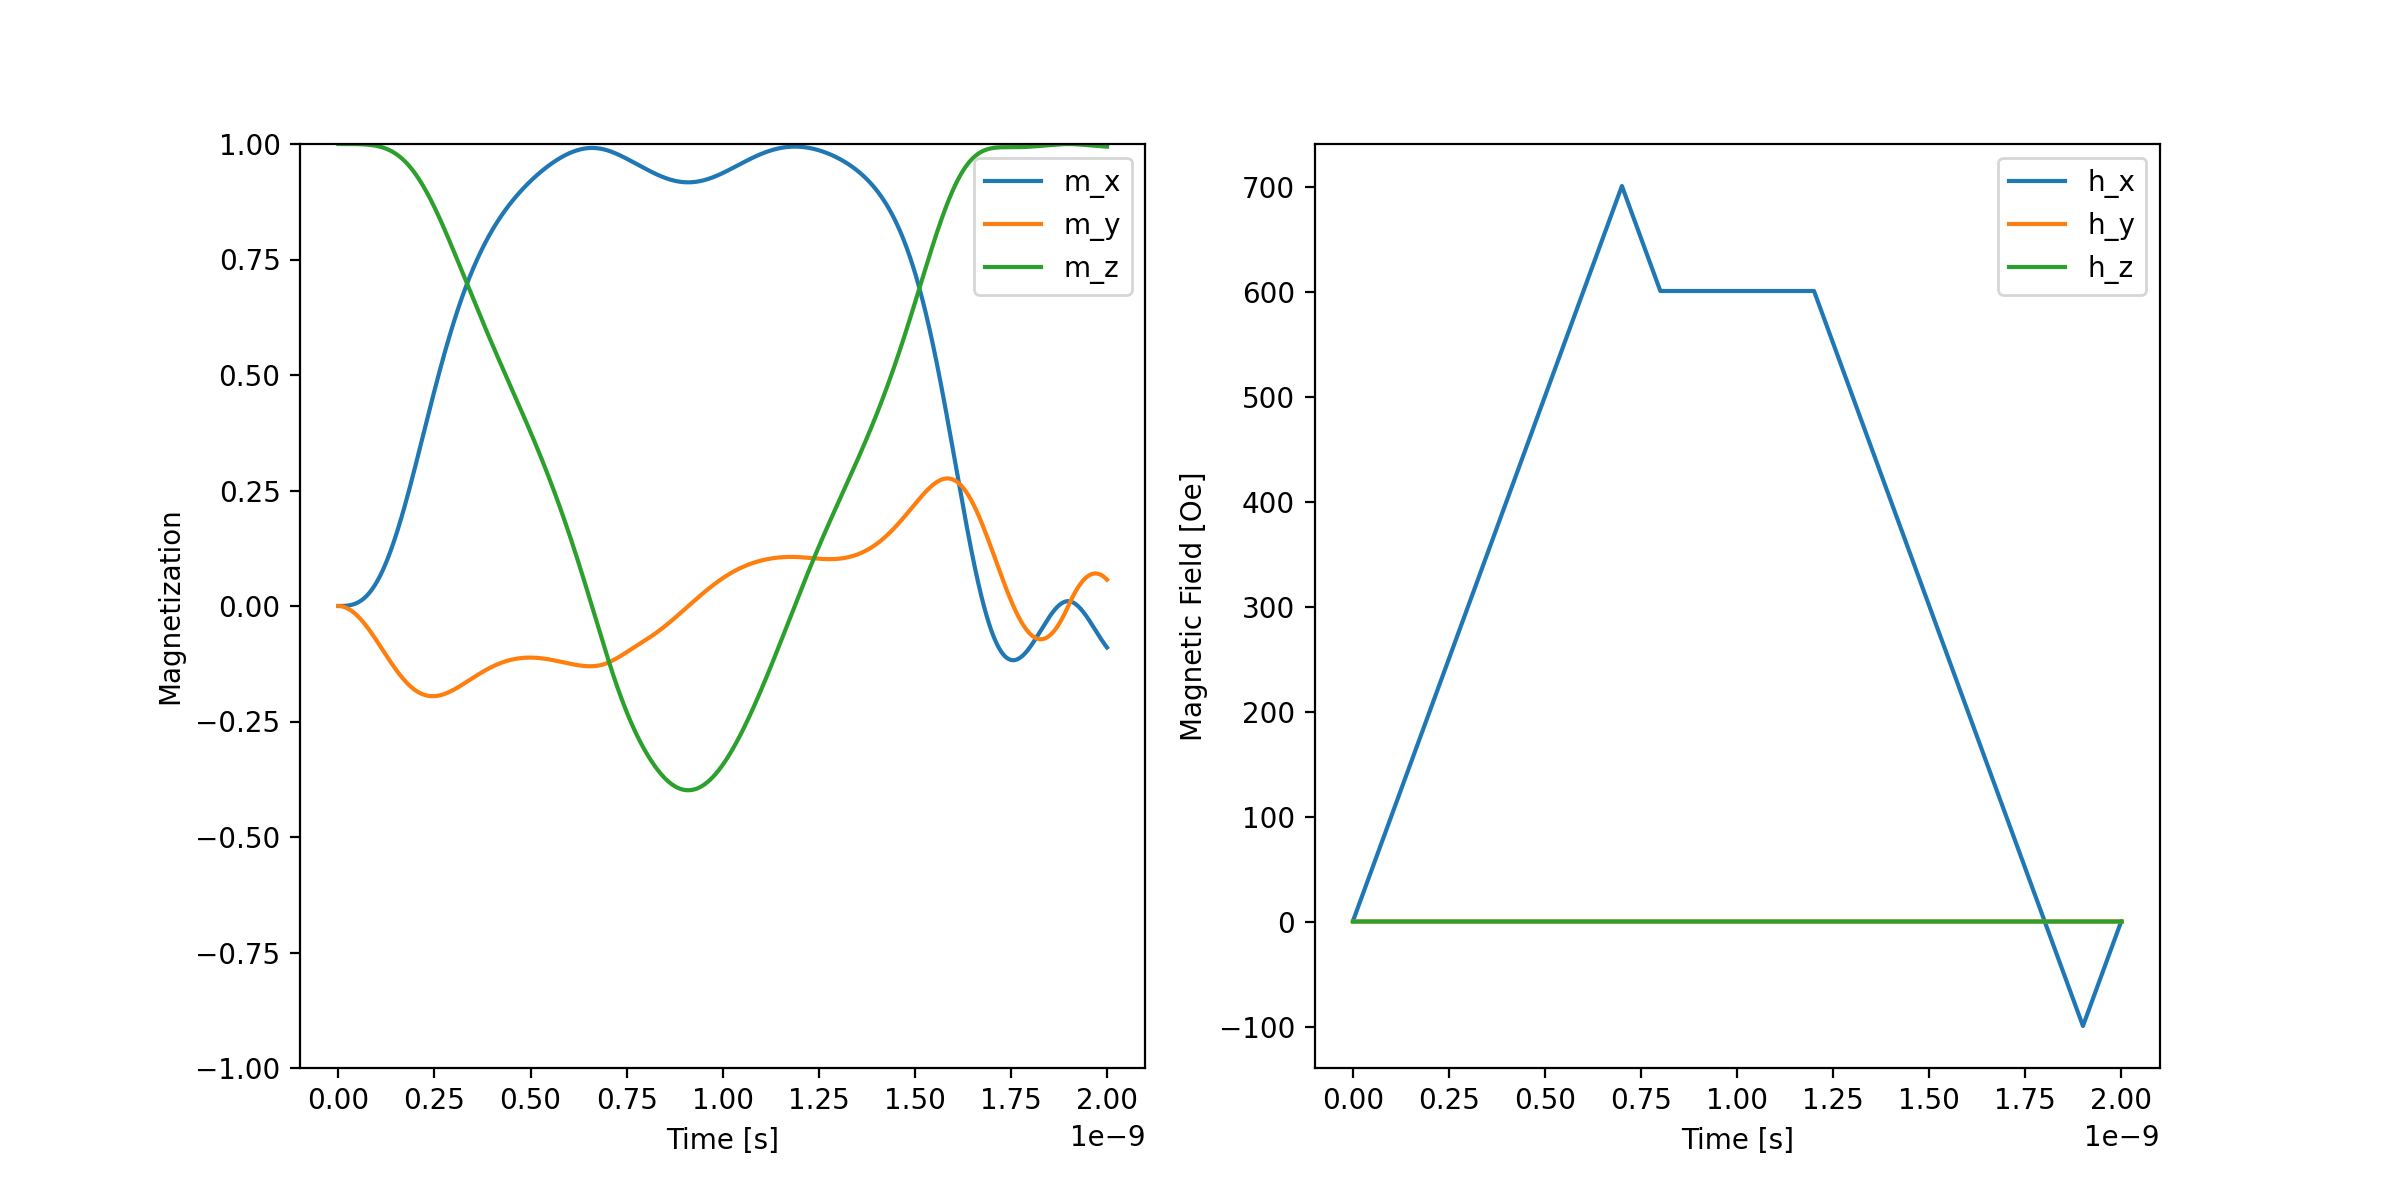 1.00
0.75
0.50
0.25
0.00
−0.25
−0.50
−0.75
−1.00
Magnetization
m_x
m_y
m_z
0.00 0.25 0.50 0.75 1.00 1.25 1.50 1.75 2.00
Time [s]
1e−9
700
600
500
400
300
200
100
0
−100
Magnetic Field [Oe]
h_x
h_y
h_z
0.00 0.25 0.50 0.75 1.00 1.25 1.50 1.75 2.00
Time [s]
1e−9